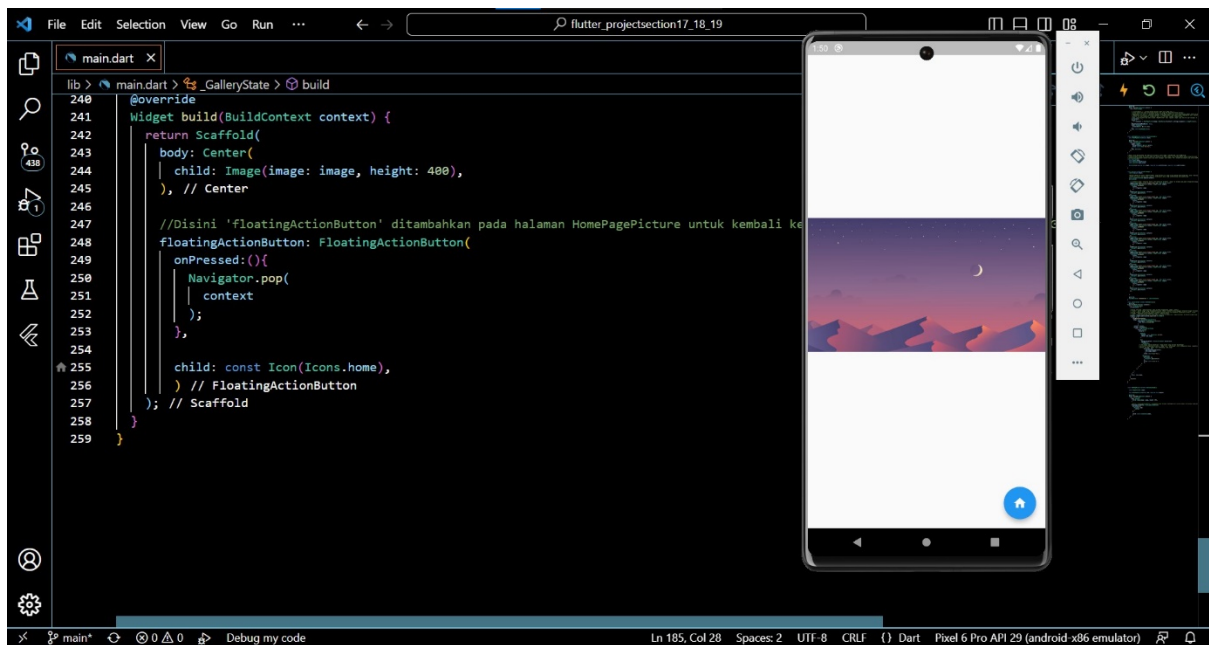 File Edit Selection View Go Run ··· flutter_projectsection17_18_19
main.dart
lib > main.dart > _GalleryState > build
240 @override
241 Widget build(BuildContext context) {
242 return Scaffold(
243 body: Center(
244 child: Image(image: image, height: 400),
245 ), // Center
246
247 //Disini 'floatingActionButton' ditambahkan pada halaman HomePagePicture untuk kembali ke
248 floatingActionButton: FloatingActionButton(
249 onPressed:(){
250 Navigator.pop(
251 context
252 );
253 },
254
255 child: const Icon(Icons.home),
256 ) // FloatingActionButton
257 ); // Scaffold
258 }
259 }
438
1
1:50
main* 0 0 Debug my code Ln 185, Col 28 Spaces: 2 UTF-8 CRLF {} Dart Pixel 6 Pro API 29 (android-x86 emulator)